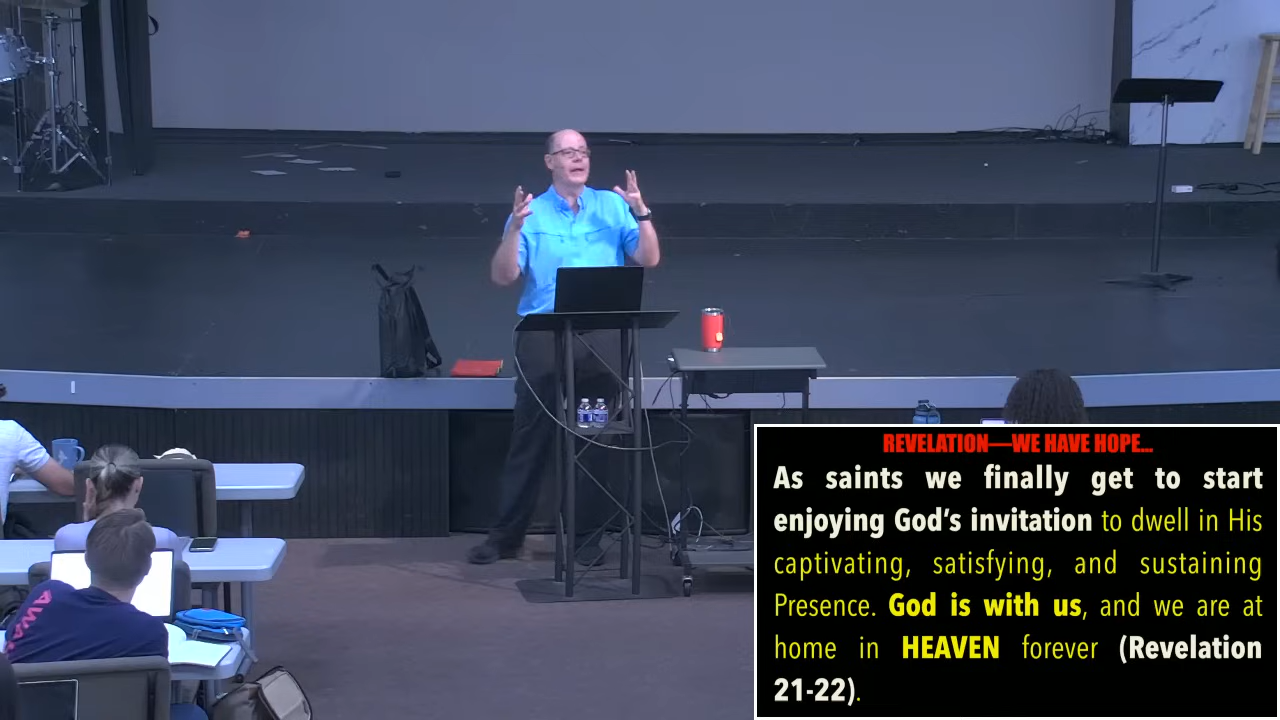 REVELATION—WE HAVE HOPE...
As saints we finally get to start
enjoying God's invitation to dwell in His
captivating, satisfying, and sustaining
Presence. God is with us, and we are at
home in HEAVEN forever (Revelation
21-22).